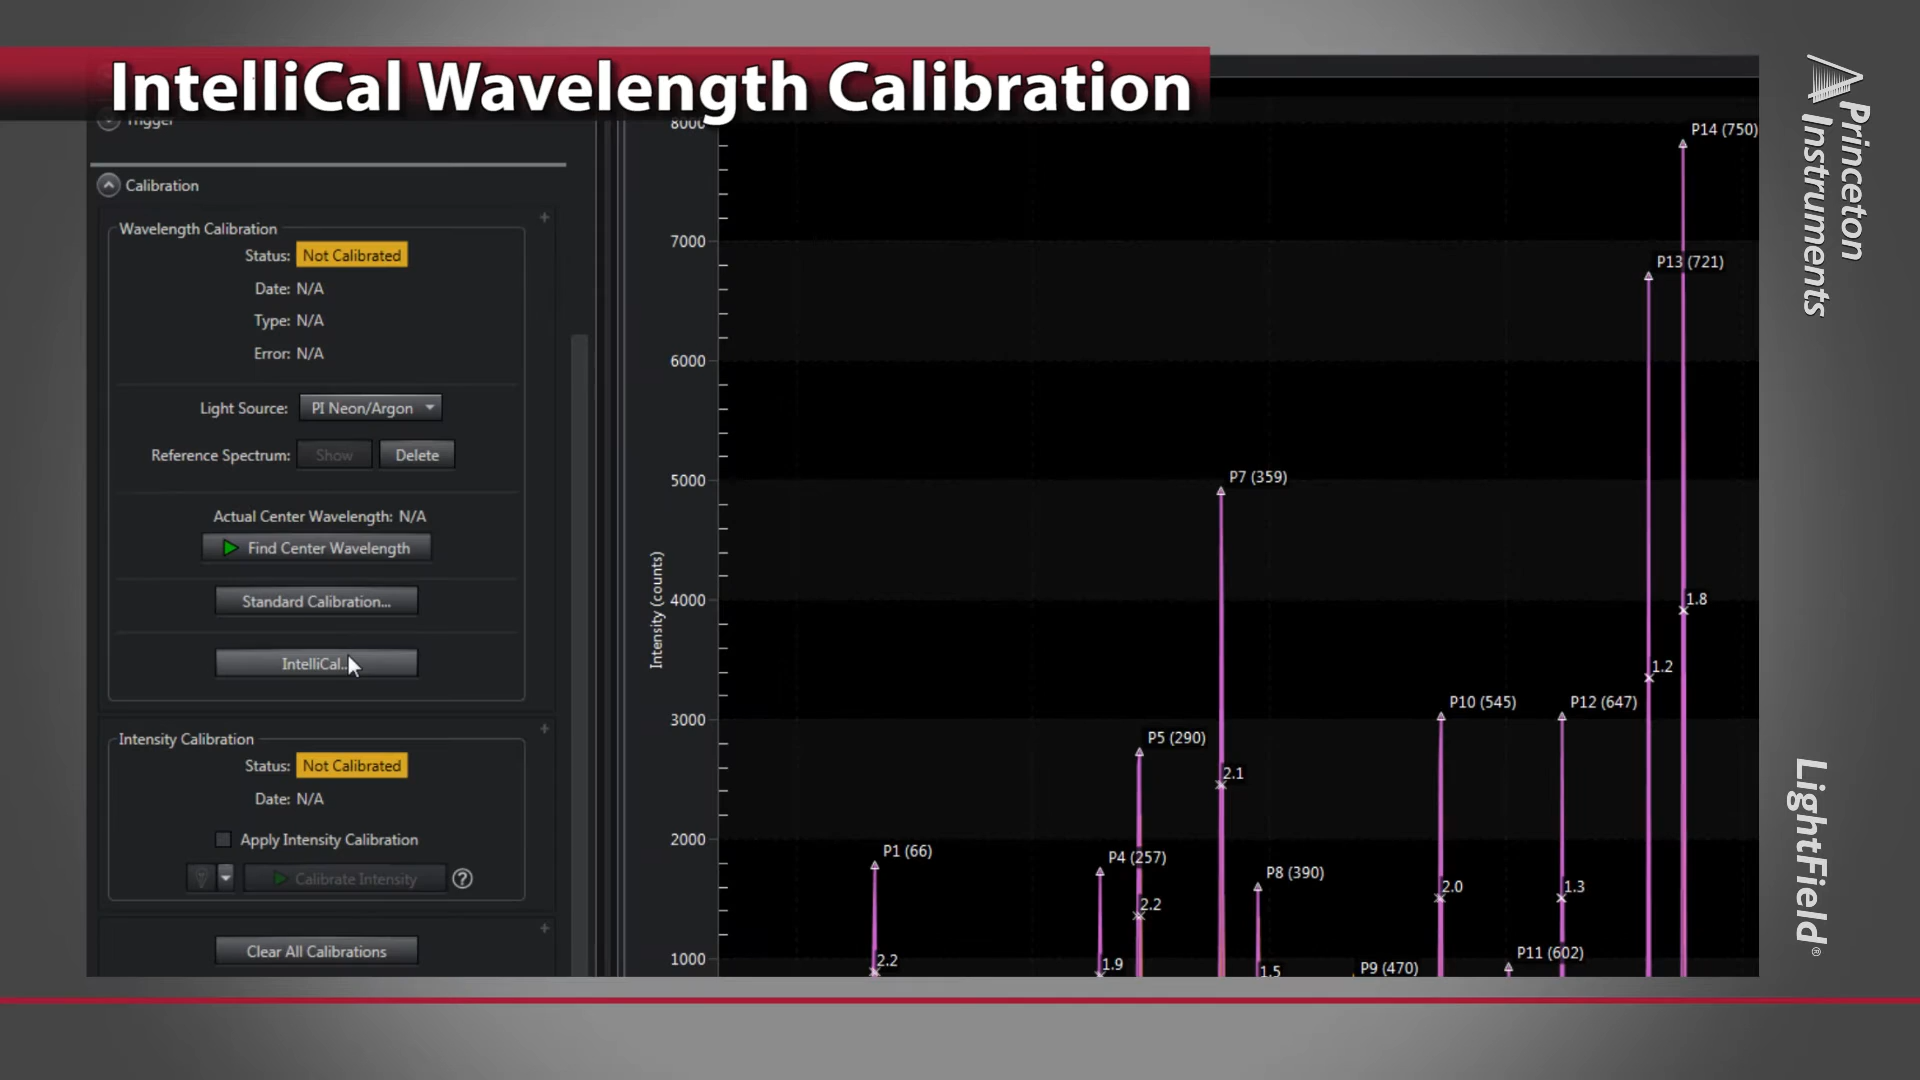 IntelliCal Wavelength Calibration
Trigger
Calibration
Wavelength Calibration
Status: Not Calibrated
Date: N/A
Type: N/A
Error: N/A
Light Source: PI Neon/Argon
Reference Spectrum: Show Delete
Actual Center Wavelength: N/A
Find Center Wavelength
Standard Calibration...
IntelliCal...
Intensity Calibration
Status: Not Calibrated
Date: N/A
Apply Intensity Calibration
Calibrate Intensity ?
Clear All Calibrations
Intensity (counts)
8000
7000
6000
5000
4000
3000
2000
1000
P14 (750)
P13 (721)
P7 (359)
1.8
1.2
P10 (545)
P12 (647)
P5 (290)
2.1
P1 (66)
P4 (257)
P8 (390)
2.0
1.3
2.2
P11 (602)
2.2
1.9
1.5
P9 (470)
Princeton
Instruments
LightField®